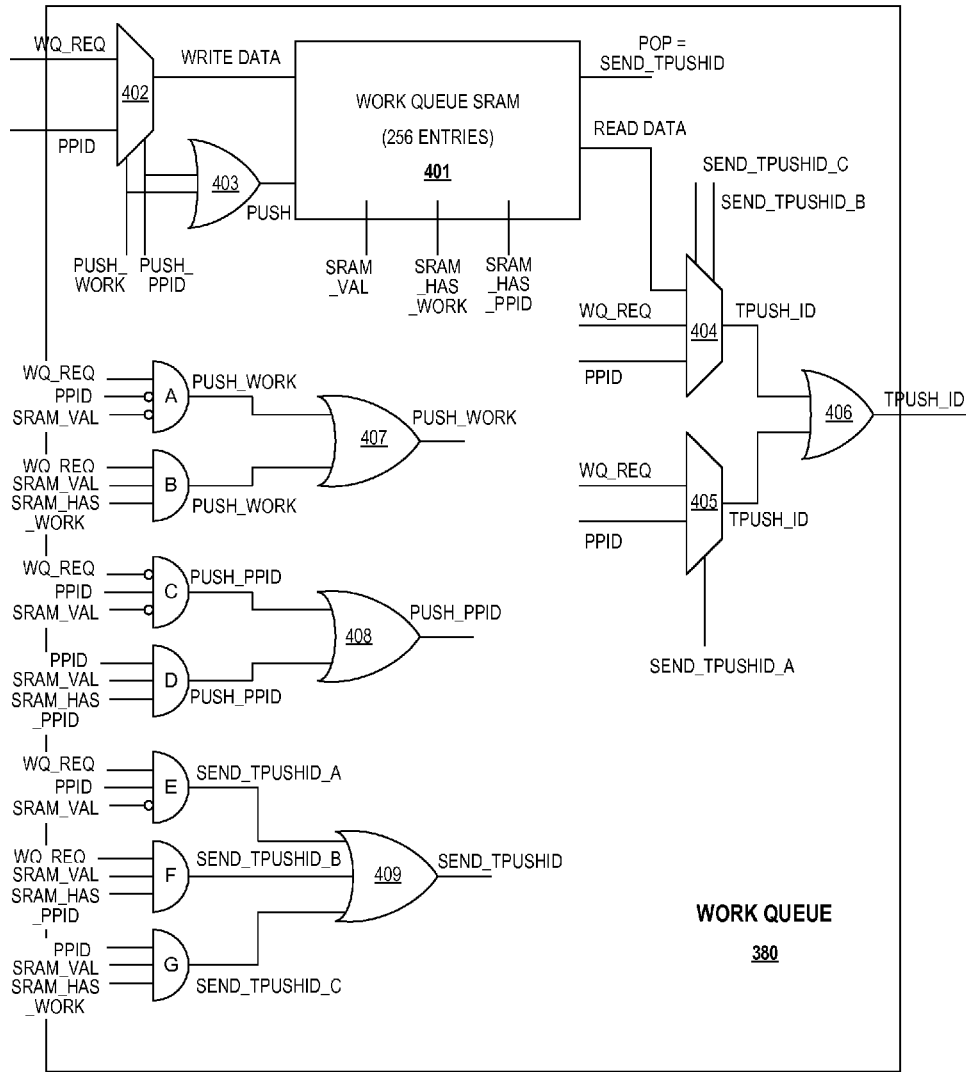 WQ_REQ
402
PPID
WRITE DATA
403
PUSH
PUSH_
WORK
PUSH_
PPID
WORK QUEUE SRAM
(256 ENTRIES)
401
SRAM
_VAL
SRAM
_HAS
_WORK
SRAM
_HAS
_PPID
POP =
SEND_TPUSHID
READ DATA
SEND_TPUSHID_C
SEND_TPUSHID_B
WQ_REQ
PPID
404
TPUSH_ID
WQ_REQ
PPID
405
TPUSH_ID
SEND_TPUSHID_A
406
TPUSH_ID
WQ_REQ
PPID
SRAM_VAL
A
PUSH_WORK
WQ_REQ
SRAM_VAL
SRAM_HAS
_WORK
B
PUSH_WORK
407
PUSH_WORK
WQ_REQ
PPID
SRAM_VAL
C
PUSH_PPID
PPID
SRAM_VAL
SRAM_HAS
_PPID
D
PUSH_PPID
408
PUSH_PPID
WQ_REQ
PPID
SRAM_VAL
E
SEND_TPUSHID_A
WQ_REQ
SRAM_VAL
SRAM_HAS
_PPID
F
SEND_TPUSHID_B
PPID
SRAM_VAL
SRAM_HAS
_WORK
G
SEND_TPUSHID_C
409
SEND_TPUSHID
WORK QUEUE
380